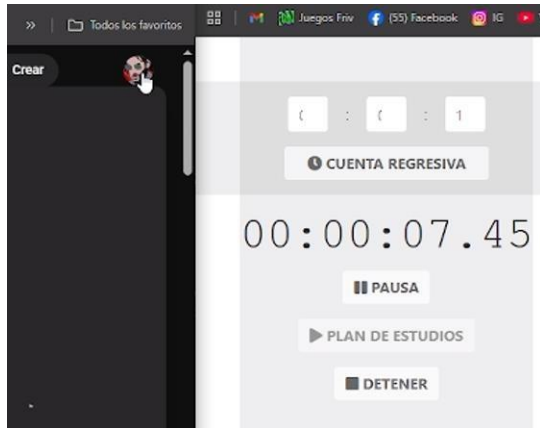 » Todos los favoritos
Juegos Friv (55) Facebook IG
Crear
: : 1
CUENTA REGRESIVA
00:00:07.45
PAUSA
PLAN DE ESTUDIOS
DETENER